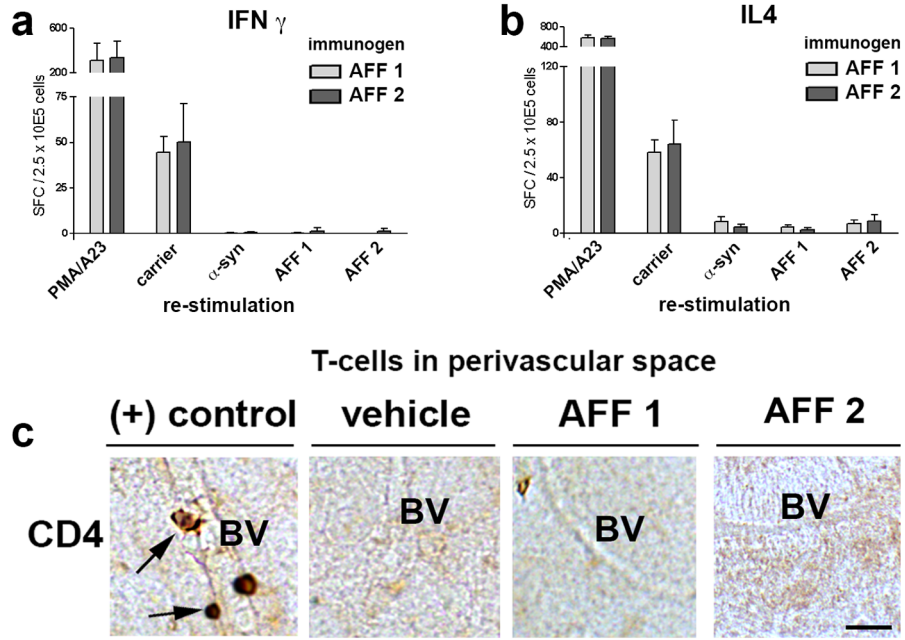 a
IFN γ
SFC / 2.5 x 10E5 cells
600
200
75
50
25
0
immunogen
AFF 1
AFF 2
PMA/A23
carrier
α-syn
AFF 1
AFF 2
re-stimulation
b
IL4
SFC / 2.5 x 10E5 cells
800
400
120
80
40
0
immunogen
AFF 1
AFF 2
PMA/A23
carrier
α-syn
AFF 1
AFF 2
re-stimulation
T-cells in perivascular space
c
(+) control
vehicle
AFF 1
AFF 2
CD4
BV
BV
BV
BV